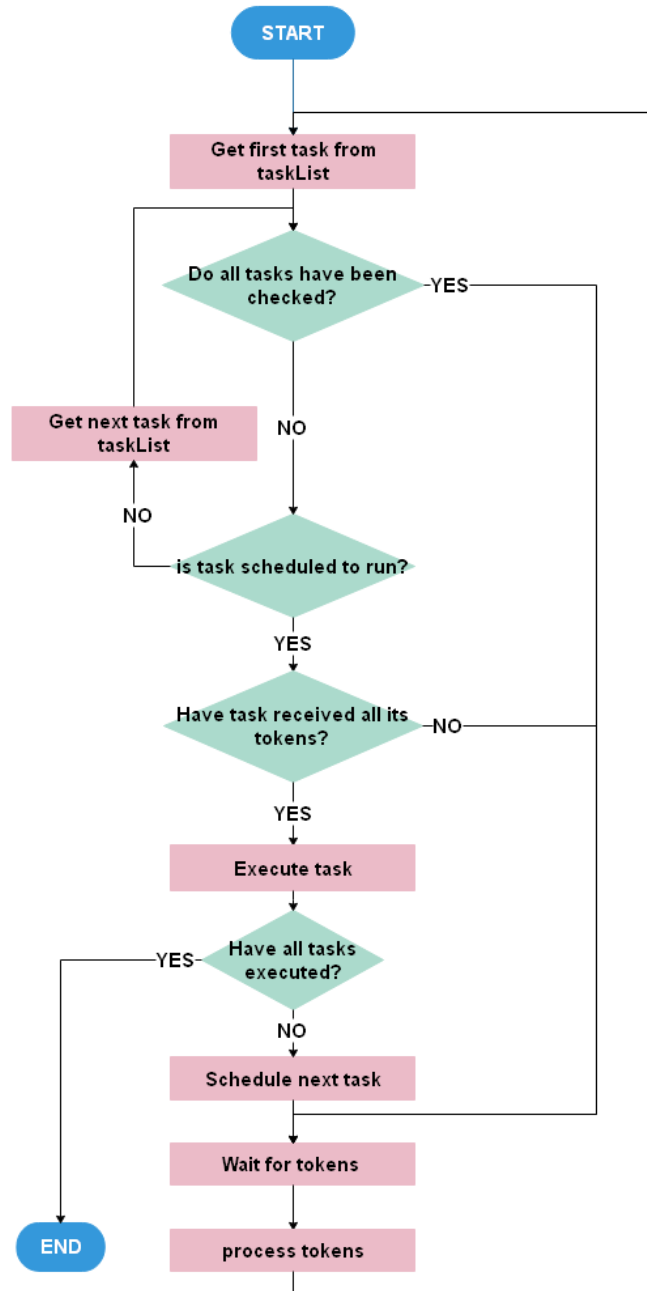 START
Get first task from
taskList
Do all tasks have been
checked?
YES
Get next task from
taskList
NO
NO
is task scheduled to run?
YES
Have task received all its
tokens?
NO
YES
Execute task
Have all tasks
executed?
YES
NO
Schedule next task
Wait for tokens
END
process tokens